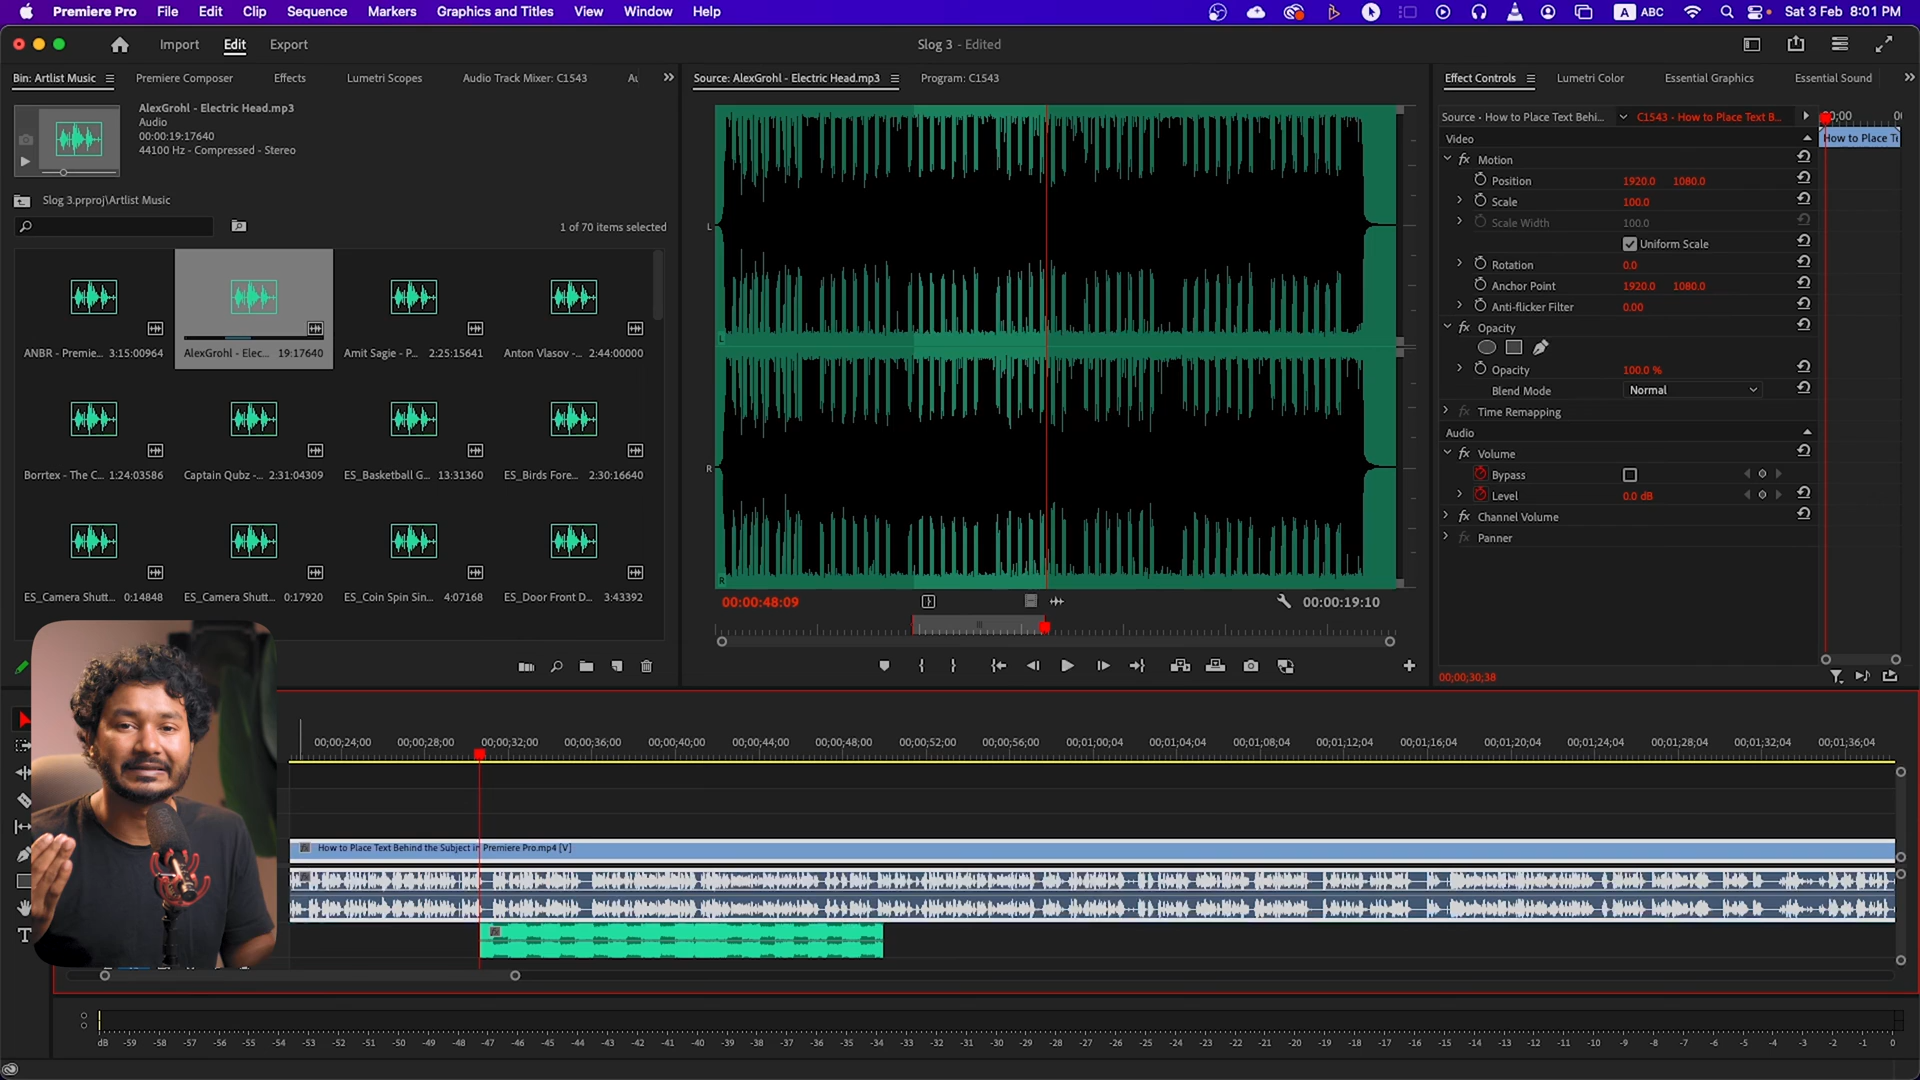 Premiere Pro File Edit Clip Sequence Markers Graphics and Titles View Window Help
A ABC Sat 3 Feb 8:01 PM
Import Edit Export
Slog 3 - Edited
Bin: Artlist Music Premiere Composer Effects Lumetri Scopes Audio Track Mixer: C1543
Source: AlexGrohl - Electric Head.mp3 Program: C1543
Effect Controls Lumetri Color Essential Graphics Essential Sound
AlexGrohl - Electric Head.mp3
Audio
00:00:19:17640
44100 Hz - Compressed - Stereo
Slog 3.prproj\Artlist Music
1 of 70 items selected
ANBR - Premie... 3:15:00964
AlexGrohl - Elec... 19:17640
Amit Sagie - P... 2:25:15641
Anton Vlasov -... 2:44:00000
Borrtex - The C... 1:24:03586
Captain Qubz -... 2:31:04309
ES_Basketball G... 13:31360
ES_Birds Fore... 2:30:16640
ES_Camera Shutt... 0:14848
ES_Camera Shutt... 0:17920
ES_Coin Spin Sin... 4:07168
ES_Door Front D... 3:43392
L
L
R
R
00:00:48:09
00:00:19:10
Source • How to Place Text Behi... C1543 - How to Place Text B...
Video
How to Place Te
Motion
Position 1920.0 1080.0
Scale 100.0
Scale Width 100.0
Uniform Scale
Rotation 0.0
Anchor Point 1920.0 1080.0
Anti-flicker Filter 0.00
fx Opacity
Opacity 100.0 %
Blend Mode Normal
fx Time Remapping
Audio
fx Volume
Bypass
Level 0.0 dB
fx Channel Volume
fx Panner
00;00;30;38
00;00;24;00 00;00;28;00 00;00;32;00 00;00;36;00 00;00;40;00 00;00;44;00 00;00;48;00 00;00;52;00 00;00;56;00 00;01;00;04 00;01;04;04 00;01;08;04 00;01;12;04 00;01;16;04 00;01;20;04 00;01;24;04 00;01;28;04 00;01;32;04 00;01;36;04
How to Place Text Behind the Subject in Premiere Pro.mp4 [V]
dB -59 -57 -56 -55 -54 -53 -52 -51 -50 -49 -48 -47 -46 -45 -44 -43 -42 -41 -40 -39 -38 -37 -36 -35 -34 -33 -32 -31 -30 -29 -28 -27 -26 -25 -24 -23 -22 -21 -20 -19 -18 -17 -16 -15 -14 -13 -12 -11 -10 -9 -8 -7 -6 -5 -4 -3 -2 -1 0